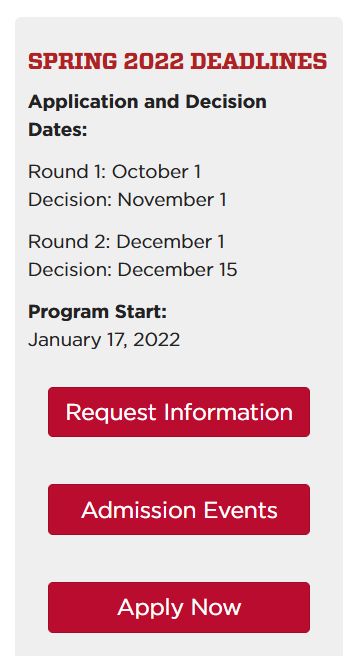 SPRING 2022 DEADLINES
Application and Decision
Dates:
Round 1: October 1
Decision: November 1
Round 2: December 1
Decision: December 15
Program Start:
January 17, 2022
Request Information
Admission Events
Apply Now